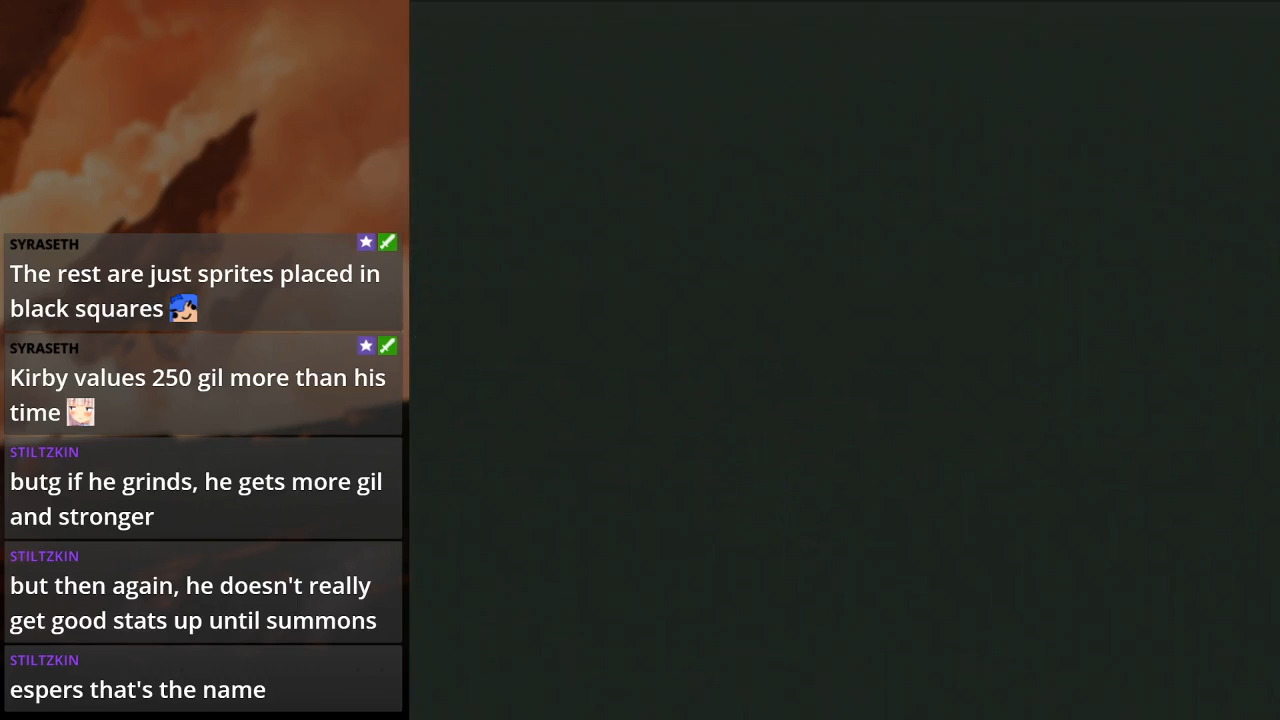 SYRASETH
The rest are just sprites placed in
black squares
SYRASETH
Kirby values 250 gil more than his
time
STILTZKIN
butg if he grinds, he gets more gil
and stronger
STILTZKIN
but then again, he doesn't really
get good stats up until summons
STILTZKIN
espers that's the name